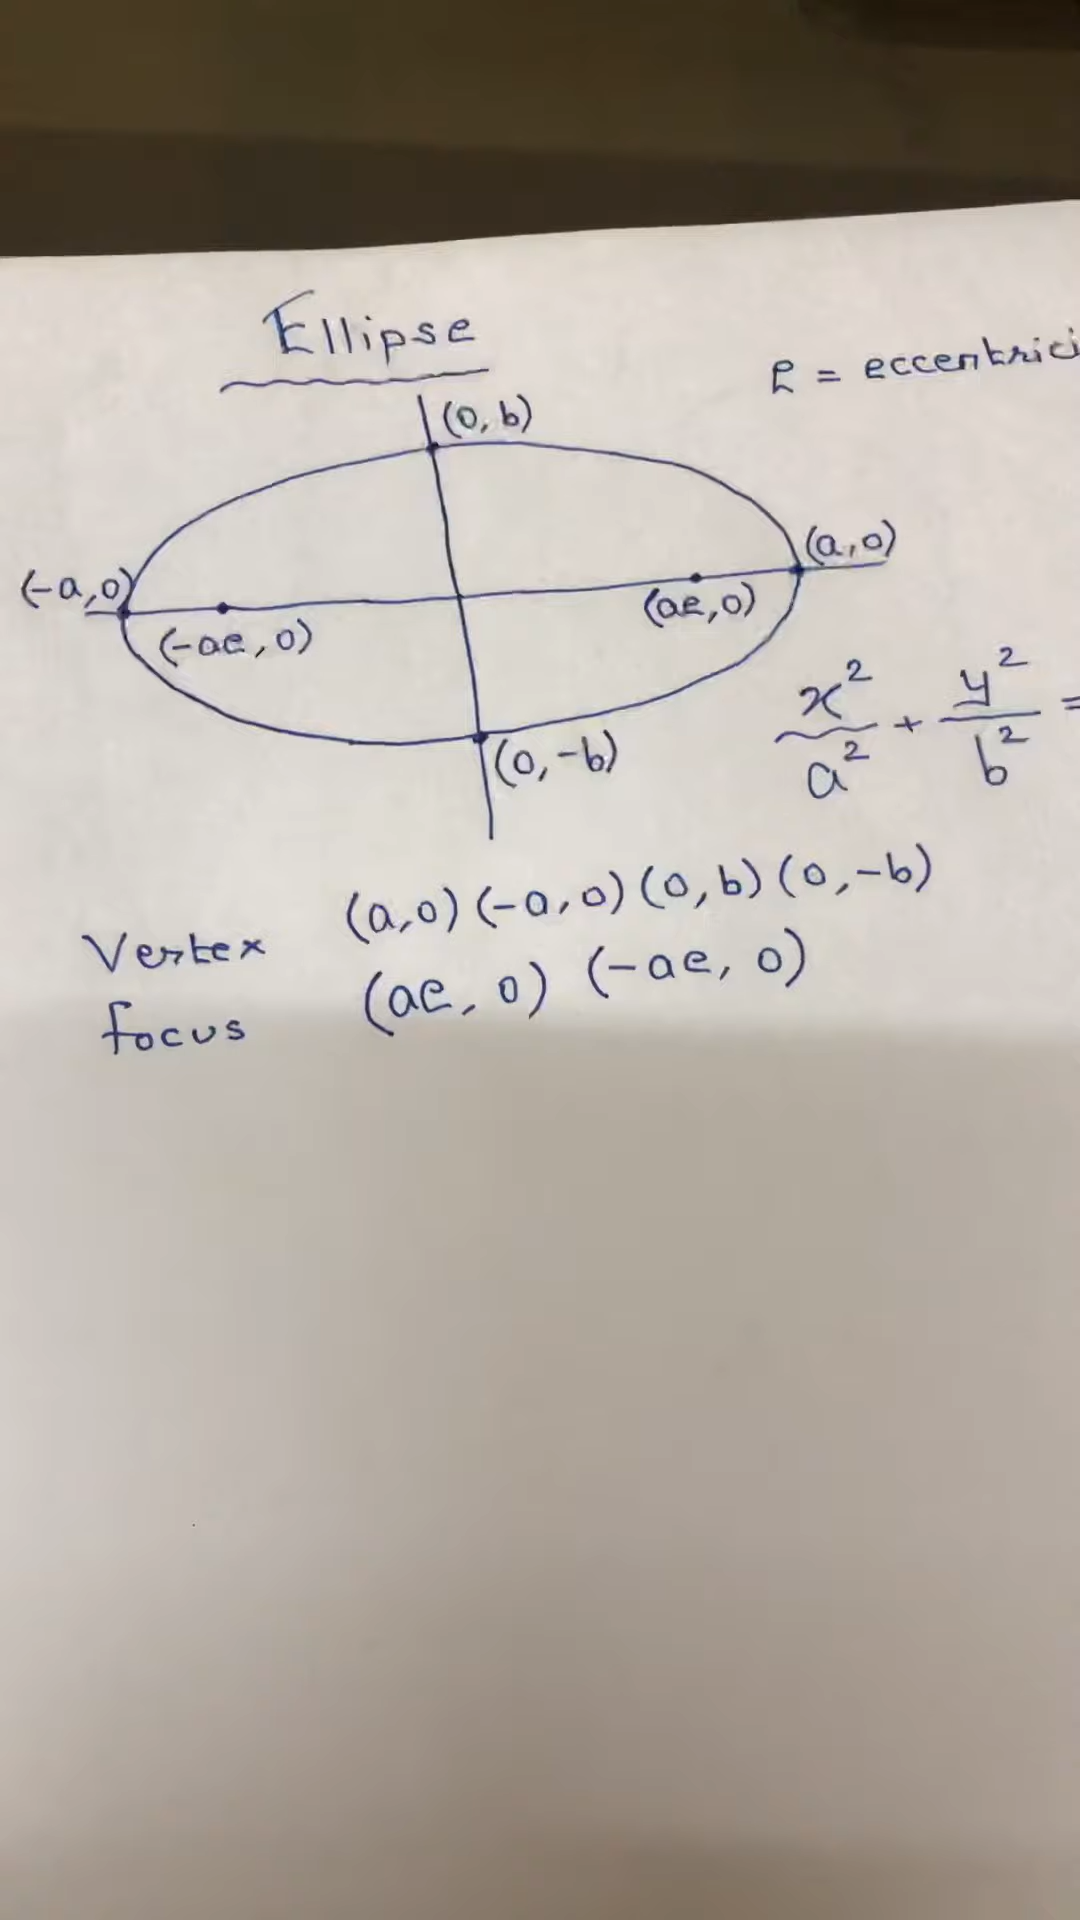 Ellipse
e = eccentrici
(0, b)
(a, 0)
(-a, 0)
(ae, 0)
(-ae, 0)
x²/a² + y²/b² =
(0, -b)
Vertex (a, 0) (-a, 0) (0, b) (0, -b)
focus (ae, 0) (-ae, 0)